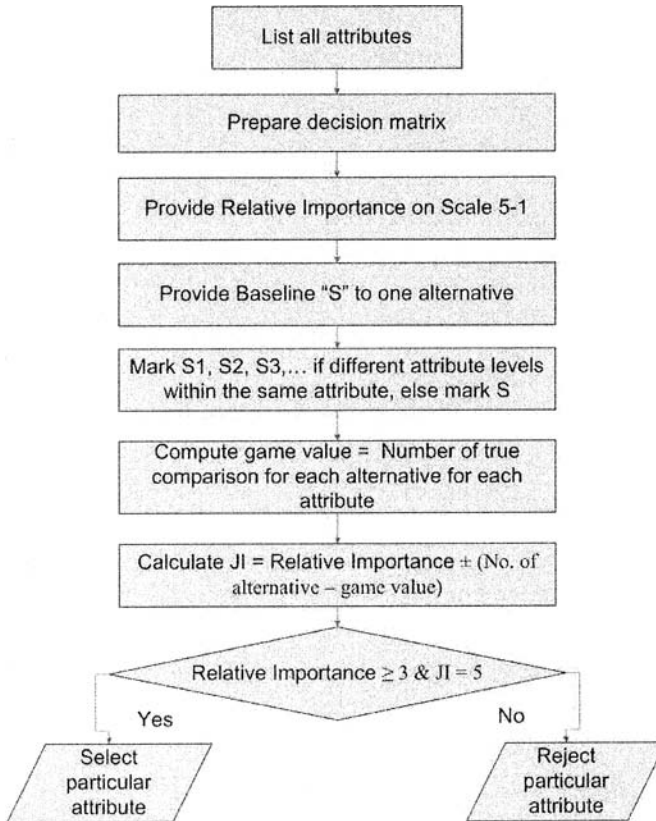 List all attributes
Prepare decision matrix
Provide Relative Importance on Scale 5-1
Provide Baseline “S” to one alternative
Mark S1, S2, S3,... if different attribute levels
within the same attribute, else mark S
Compute game value = Number of true
comparison for each alternative for each
attribute
Calculate JI = Relative Importance ± (No. of
alternative – game value)
Relative Importance ≥ 3 & JI = 5
Yes
No
Select
particular
attribute
Reject
particular
attribute